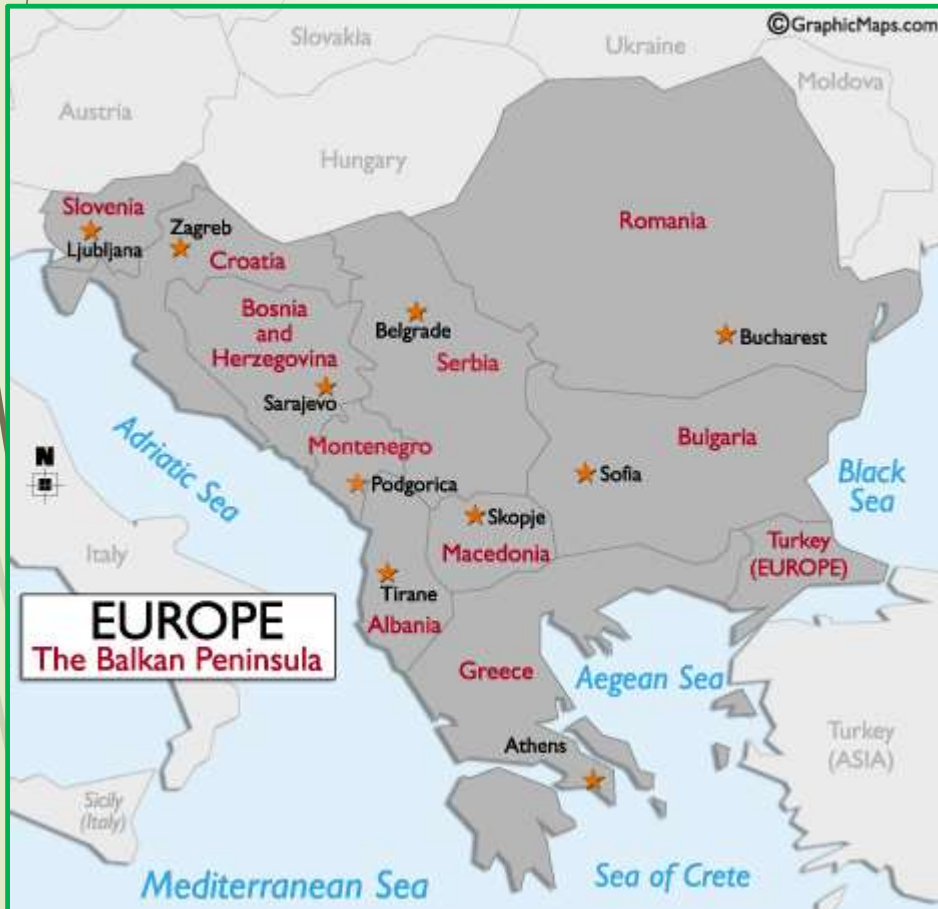 ©GraphicMaps.com
Slovakia
Ukraine
Moldova
Austria
Hungary
Slovenia
Ljubljana
Zagreb
Croatia
Romania
Bosnia
and
Herzegovina
Sarajevo
Belgrade
Serbia
Bucharest
Montenegro
Podgorica
Bulgaria
Sofia
Adriatic Sea
Black
Sea
N
Italy
Skopje
Macedonia
Turkey
(EUROPE)
Tirane
Albania
EUROPE
The Balkan Peninsula
Greece
Aegean Sea
Athens
Turkey
(ASIA)
Sicily
(Italy)
Mediterranean Sea
Sea of Crete